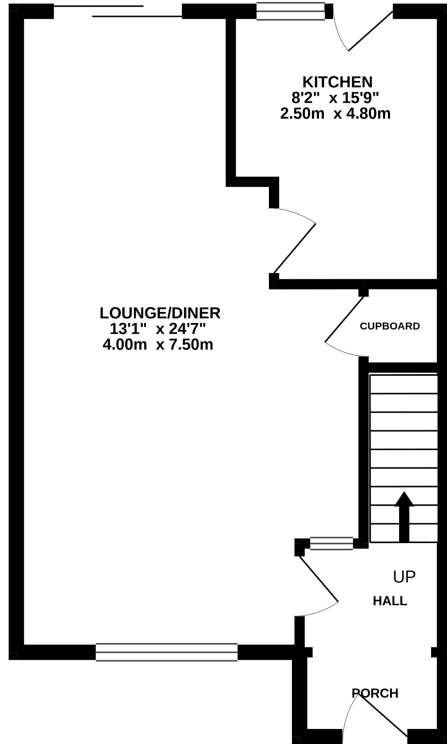 KITCHEN
8'2" x 15'9"
2.50m x 4.80m
LOUNGE/DINER
13'1" x 24'7"
4.00m x 7.50m
CUPBOARD
UP
HALL
PORCH